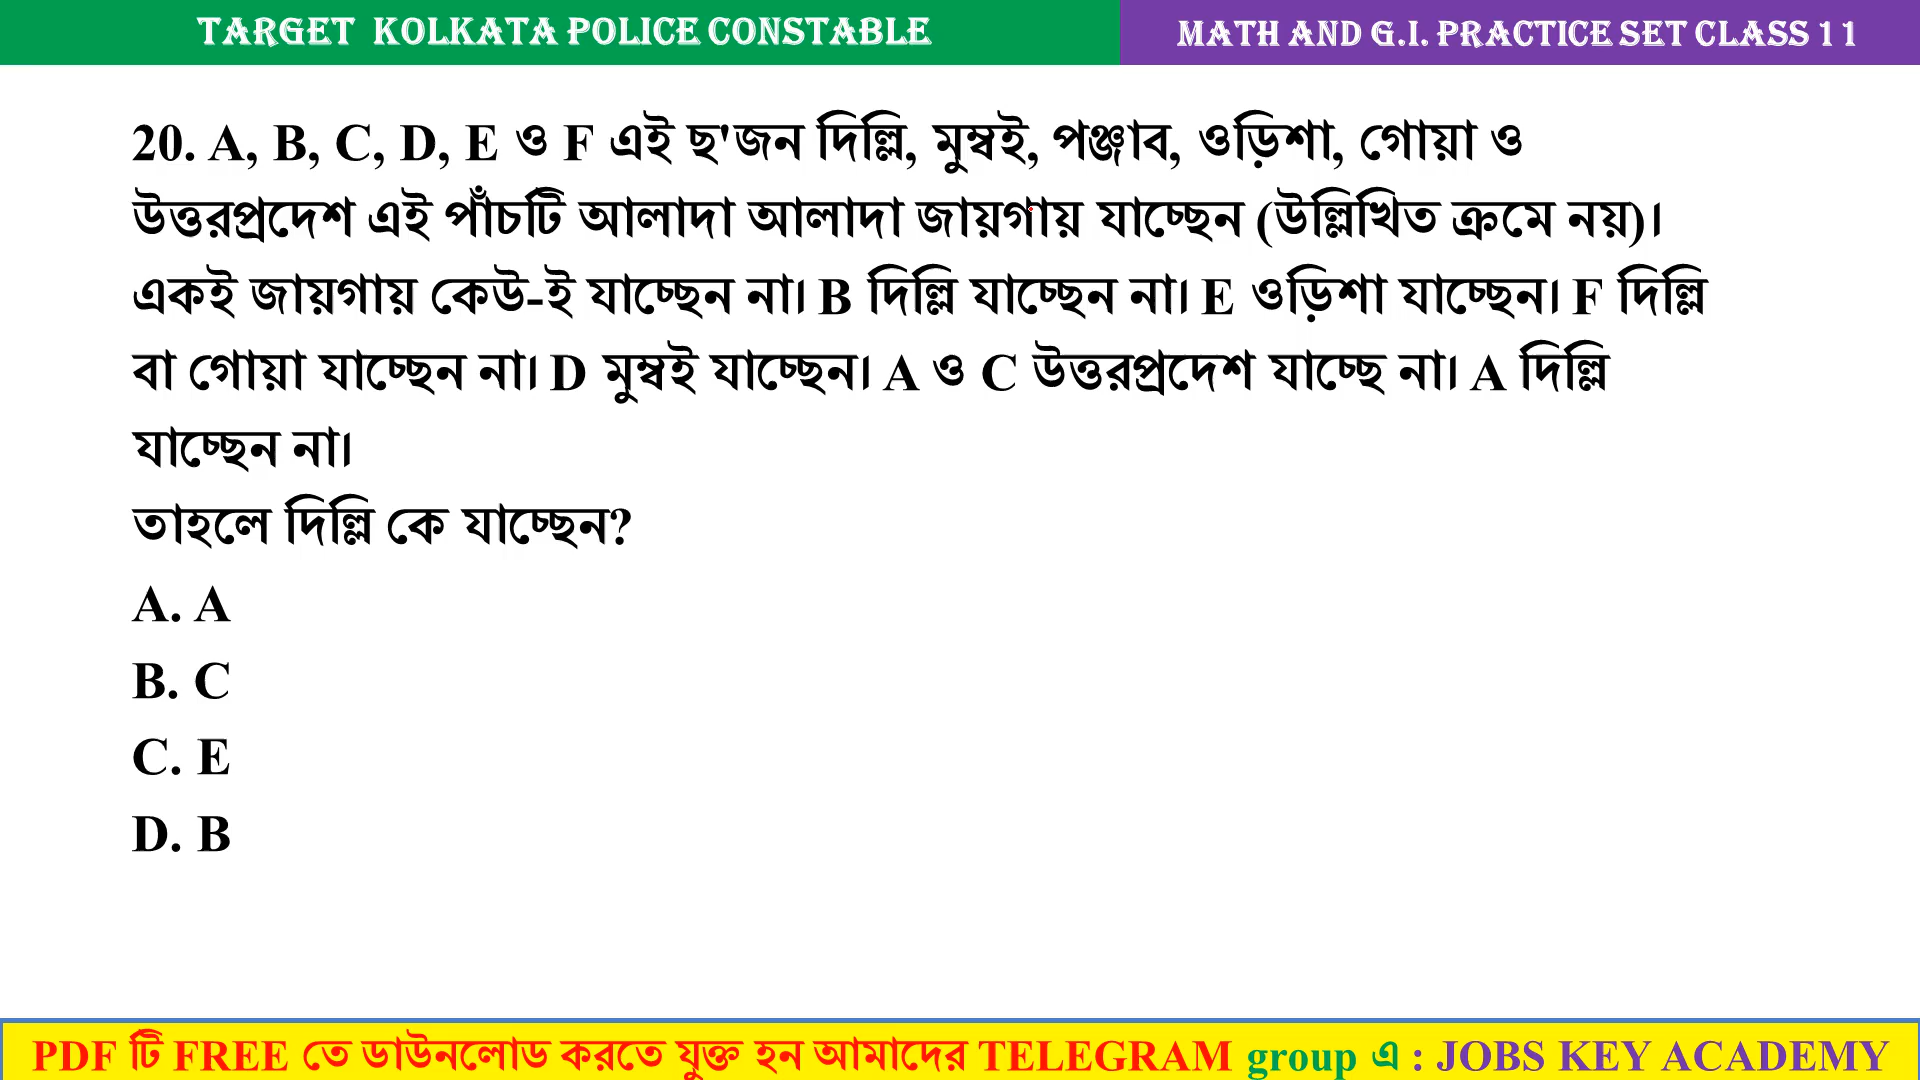 TARGET KOLKATA POLICE CONSTABLE
MATH AND G.I. PRACTICE SET CLASS 11
20. A, B, C, D, E ও F এই ছ'জন দিল্লি, মুম্বই, পঞ্জাব, ওড়িশা, গোয়া ও
উত্তরপ্রদেশ এই পাঁচটি আলাদা আলাদা জায়গায় যাচ্ছেন (উল্লিখিত ক্রমে নয়)।
একই জায়গায় কেউ-ই যাচ্ছেন না। B দিল্লি যাচ্ছেন না। E ওড়িশা যাচ্ছেন। F দিল্লি
বা গোয়া যাচ্ছেন না। D মুম্বই যাচ্ছেন। A ও C উত্তরপ্রদেশ যাচ্ছে না। A দিল্লি
যাচ্ছেন না।
তাহলে দিল্লি কে যাচ্ছেন?
A. A
B. C
C. E
D. B
PDF টি FREE তে ডাউনলোড করতে যুক্ত হন আমাদের TELEGRAM group এ : JOBS KEY ACADEMY